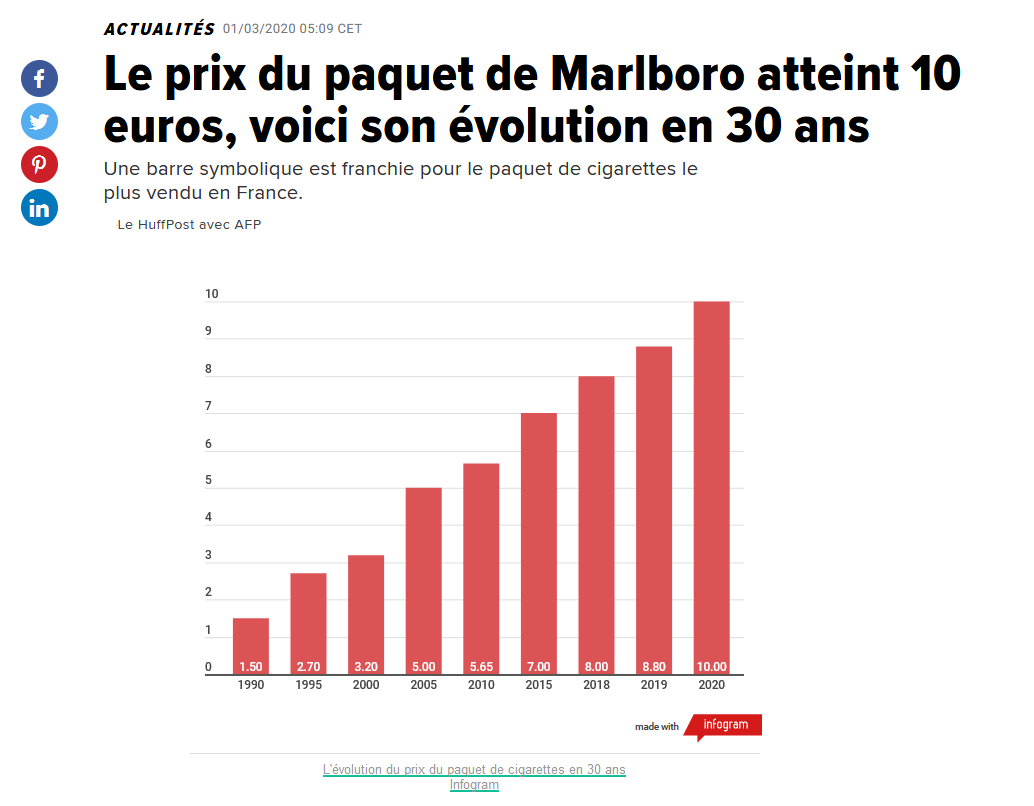 ACTUALITÉS 01/03/2020 05:09 CET
Le prix du paquet de Marlboro atteint 10
euros, voici son évolution en 30 ans
Une barre symbolique est franchie pour le paquet de cigarettes le
plus vendu en France.
Le HuffPost avec AFP
10
9
8
7
6
5
4
3
2
1
0 1.50 2.70 3.20 5.00 5.65 7.00 8.00 8.80 10.00
1990 1995 2000 2005 2010 2015 2018 2019 2020
made with infogram
L'évolution du prix du paquet de cigarettes en 30 ans
Infogram